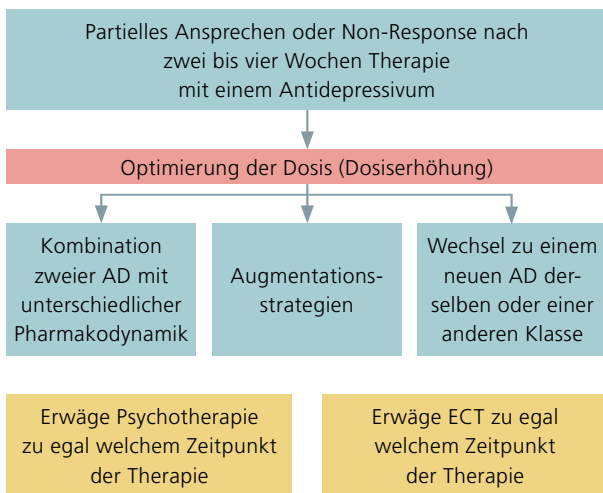 Partielles Ansprechen oder Non-Response nach
zwei bis vier Wochen Therapie
mit einem Antidepressivum
Optimierung der Dosis (Dosiserhöhung)
Kombination
zweier AD mit
unterschiedlicher
Pharmakodynamik
Augmentations-
strategien
Wechsel zu einem
neuen AD der-
selben oder einer
anderen Klasse
Erwäge Psychotherapie
zu egal welchem Zeitpunkt
der Therapie
Erwäge ECT zu egal
welchem Zeitpunkt
der Therapie